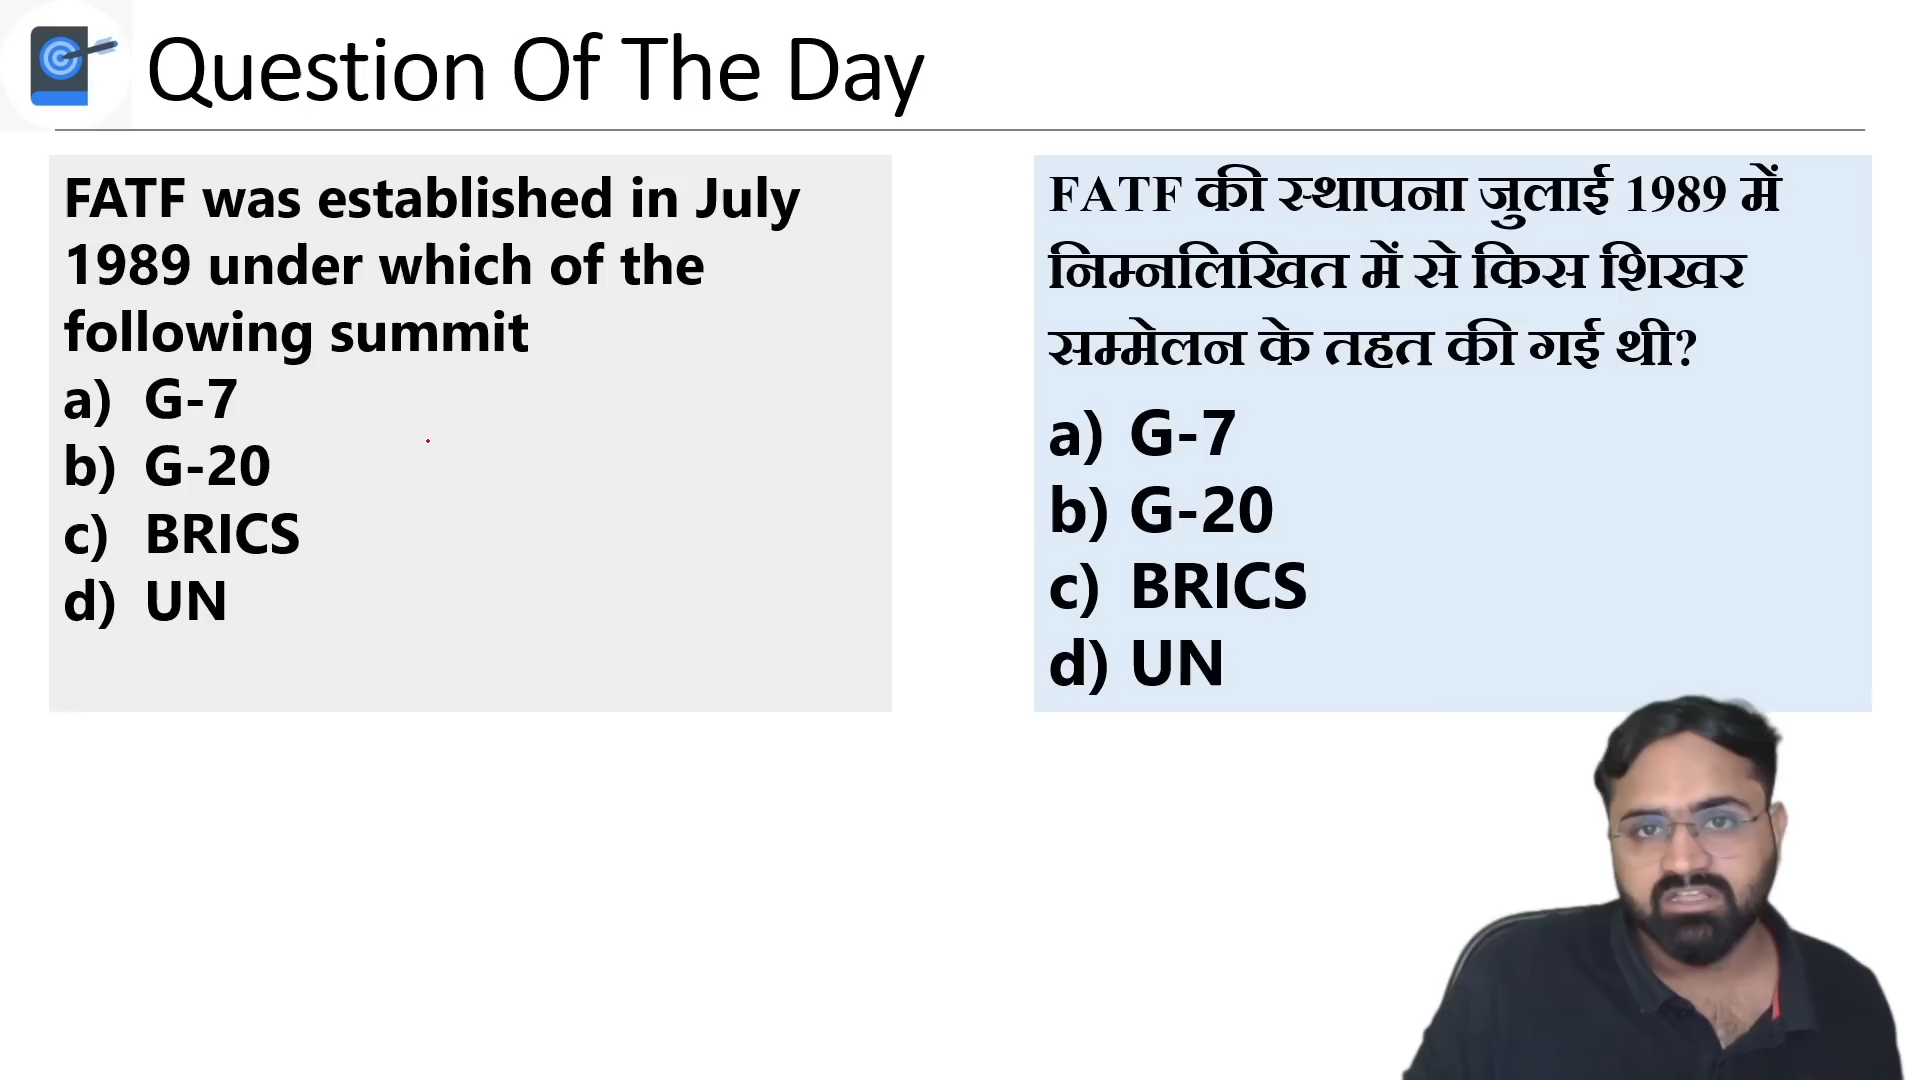 Question Of The Day
FATF was established in July
1989 under which of the
following summit
a) G-7
b) G-20
c) BRICS
d) UN
FATF की स्थापना जुलाई 1989 में
निम्नलिखित में से किस शिखर
सम्मेलन के तहत की गई थी?
a) G-7
b) G-20
c) BRICS
d) UN